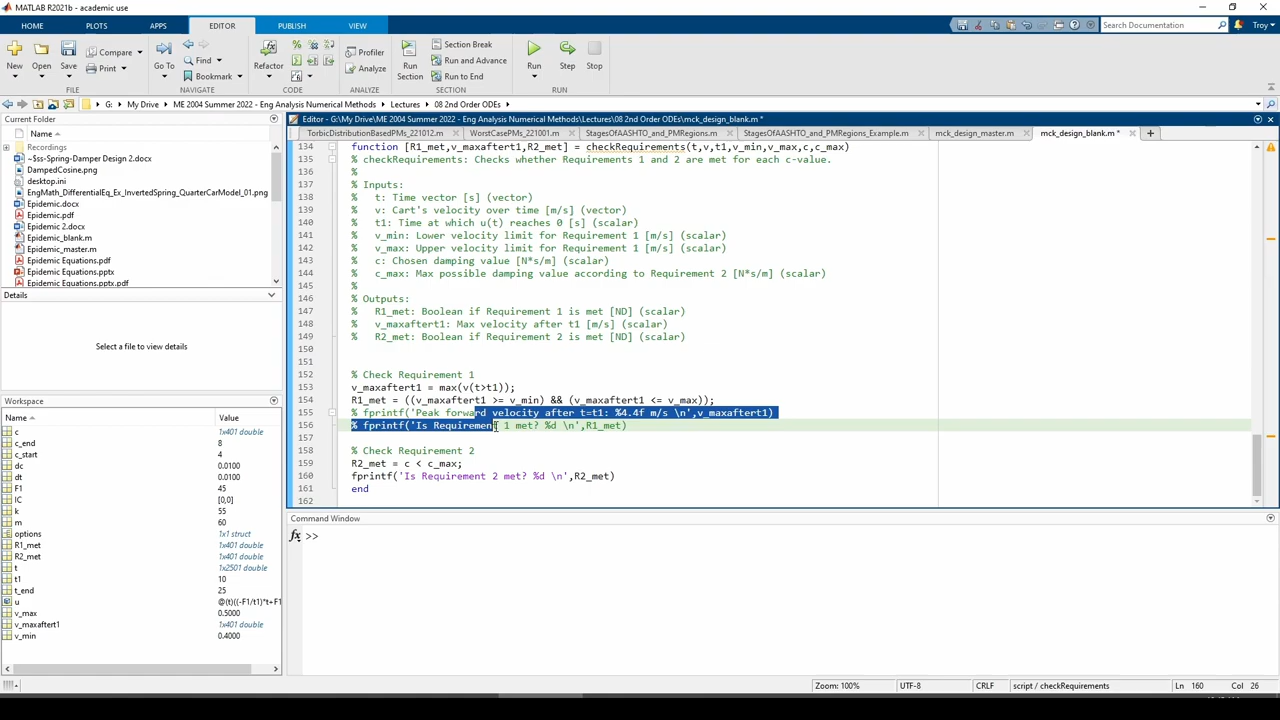 MATLAB R2021b - academic use
HOME PLOTS APPS EDITOR PUBLISH VIEW
Search Documentation Troy
New Open Save Compare Print
Go To Find Bookmark
Refactor
Profiler Analyze
Run Section
Section Break
Run and Advance
Run to End
Run Step Stop
FILE NAVIGATE CODE ANALYZE SECTION RUN
G: My Drive ME 2004 Summer 2022 - Eng Analysis Numerical Methods Lectures 08 2nd Order ODEs
Current Folder
Name
Recordings
~$ss-Spring-Damper Design 2.docx
DampedCosine.png
desktop.ini
EngMath_DifferentialEq_Ex_InvertedSpring_QuarterCarModel_01.png
Epidemic.docx
Epidemic.pdf
Epidemic 2.docx
Epidemic_blank.m
Epidemic_master.m
Epidemic Equations.pdf
Epidemic Equations.pptx
Epidemic Equations.pptx.pdf
Details
Select a file to view details
Workspace
Name Value
c 1x401 double
c_end 8
c_start 4
dc 0.0100
dt 0.0100
F1 45
IC [0,0]
k 55
m 60
options 1x1 struct
R1_met 1x401 double
R2_met 1x401 double
t 1x2501 double
t1 10
t_end 25
u @(t)((-F1/t1)*t+F1
v_max 0.5000
v_maxaftert1 1x401 double
v_min 0.4000
Editor - G:\My Drive\ME 2004 Summer 2022 - Eng Analysis Numerical Methods\Lectures\08 2nd Order ODEs\mck_design_blank.m *
TorbicDistributionBasedPMs_221012.m WorstCasePMs_221001.m StagesOfAASHTO_and_PMRegions.m StagesOfAASHTO_and_PMRegions_Example.m mck_design_master.m mck_design_blank.m *
134 function [R1_met,v_maxaftert1,R2_met] = checkRequirements(t,v,t1,v_min,v_max,c,c_max)
135 % checkRequirements: Checks whether Requirements 1 and 2 are met for each c-value.
136 %
137 % Inputs:
138 % t: Time vector [s] (vector)
139 % v: Cart's velocity over time [m/s] (vector)
140 % t1: Time at which u(t) reaches 0 [s] (scalar)
141 % v_min: Lower velocity limit for Requirement 1 [m/s] (scalar)
142 % v_max: Upper velocity limit for Requirement 1 [m/s] (scalar)
143 % c: Chosen damping value [N*s/m] (scalar)
144 % c_max: Max possible damping value according to Requirement 2 [N*s/m] (scalar)
145 %
146 % Outputs:
147 % R1_met: Boolean if Requirement 1 is met [ND] (scalar)
148 % v_maxaftert1: Max velocity after t1 [m/s] (scalar)
149 % R2_met: Boolean if Requirement 2 is met [ND] (scalar)
150
151
152 % Check Requirement 1
153 v_maxaftert1 = max(v(t>t1));
154 R1_met = ((v_maxaftert1 >= v_min) && (v_maxaftert1 <= v_max));
155 % fprintf('Peak forward velocity after t=t1: %4.4f m/s \n',v_maxaftert1)
156 % fprintf('Is Requirement 1 met? %d \n',R1_met)
157
158 % Check Requirement 2
159 R2_met = c < c_max;
160 fprintf('Is Requirement 2 met? %d \n',R2_met)
161 end
162
Command Window
fx >>
Zoom: 100% UTF-8 CRLF script / checkRequirements Ln 160 Col 26